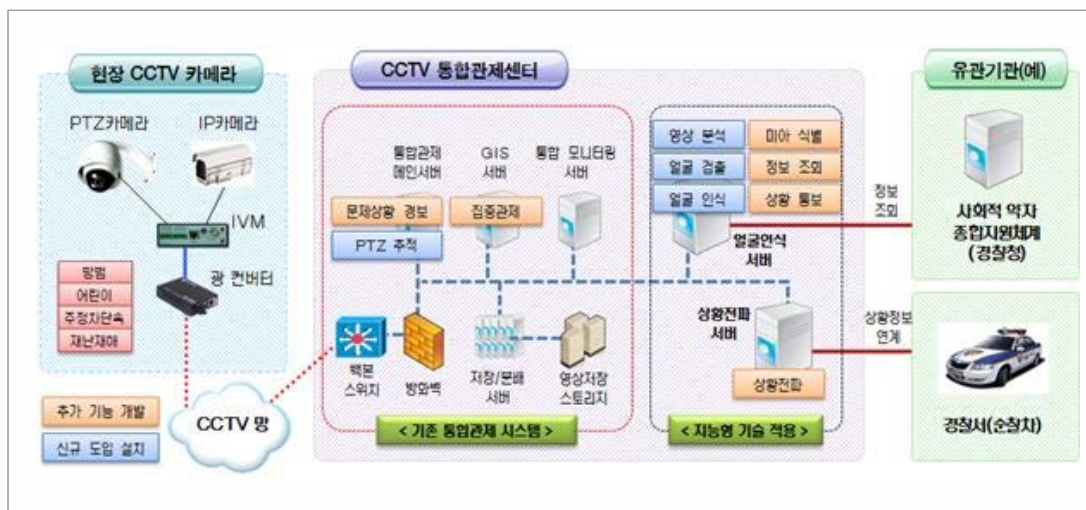 현장 CCTV 카메라
PTZ카메라
IP카메라
IVM
광 컨버터
방범
어린이
주정차단속
재난재해
추가 기능 개발
신규 도입 설치
CCTV 망
CCTV 통합관제센터
통합관제
메인서버
GIS
서버
통합 모니터링
서버
문제상황 경보
PTZ 추적
집중관제
백본
스위치
방화벽
저장/분배
서버
영상저장
스토리지
< 기존 통합관제 시스템>
영상 분석
미아 식별
얼굴 검출
정보 조회
얼굴 인식
상황 통보
얼굴인식
서버
상황전파
서버
상황전파
< 지능형 기술 적용 >
정보
조회
상황정보
연계
유관기관(예)
사회적 약자
종합지원체계
(경찰청)
경찰서(순찰차)